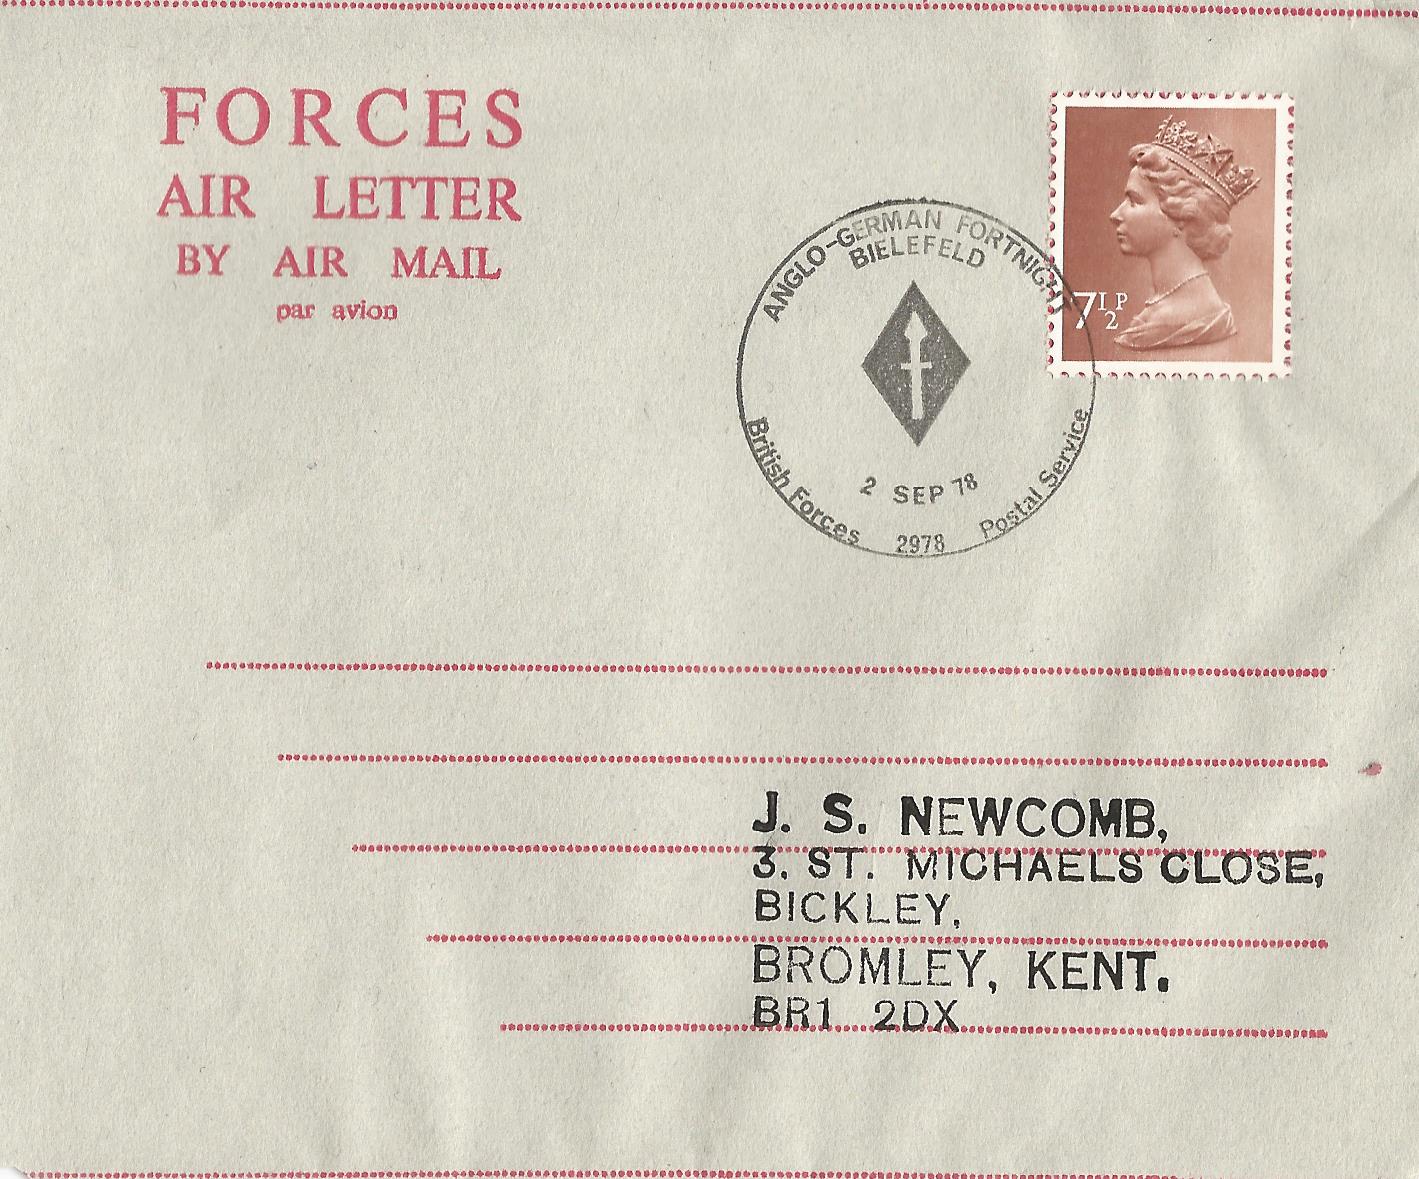 FORCES
AIR LETTER
BY AIR MAIL
par avion
ANGLO-GERMAN FORTNIGHT
BIELEFELD
2 SEP 78
British Forces 2978 Postal Service
7½P
J. S. NEWCOMB,
3. ST. MICHAELS CLOSE,
BICKLEY,
BROMLEY, KENT.
BR1 2DX